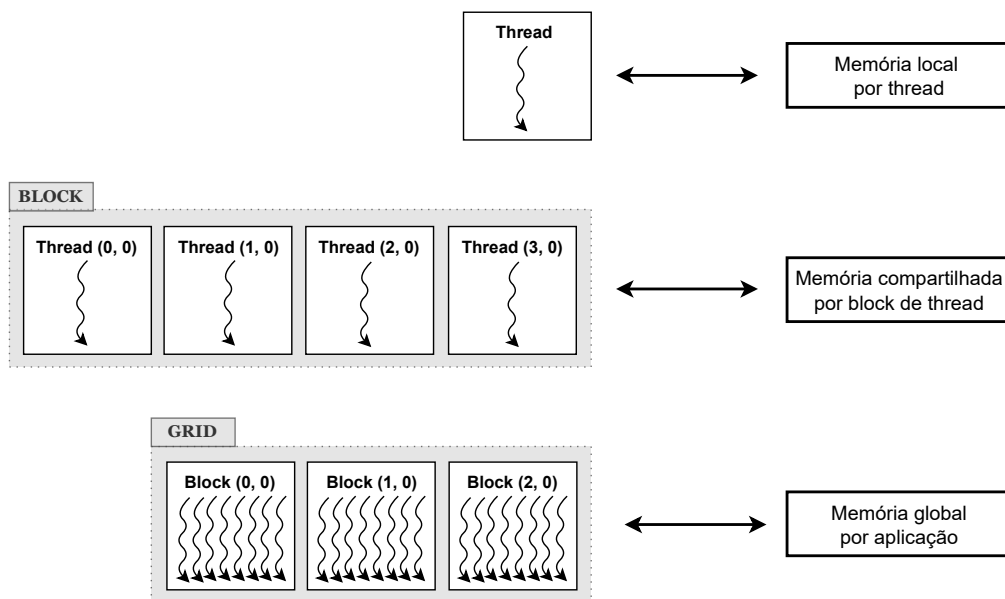 Thread
Memória local
por thread
BLOCK
Thread (0, 0)
Thread (1, 0)
Thread (2, 0)
Thread (3, 0)
Memória compartilhada
por block de thread
GRID
Block (0, 0)
Block (1, 0)
Block (2, 0)
Memória global
por aplicação